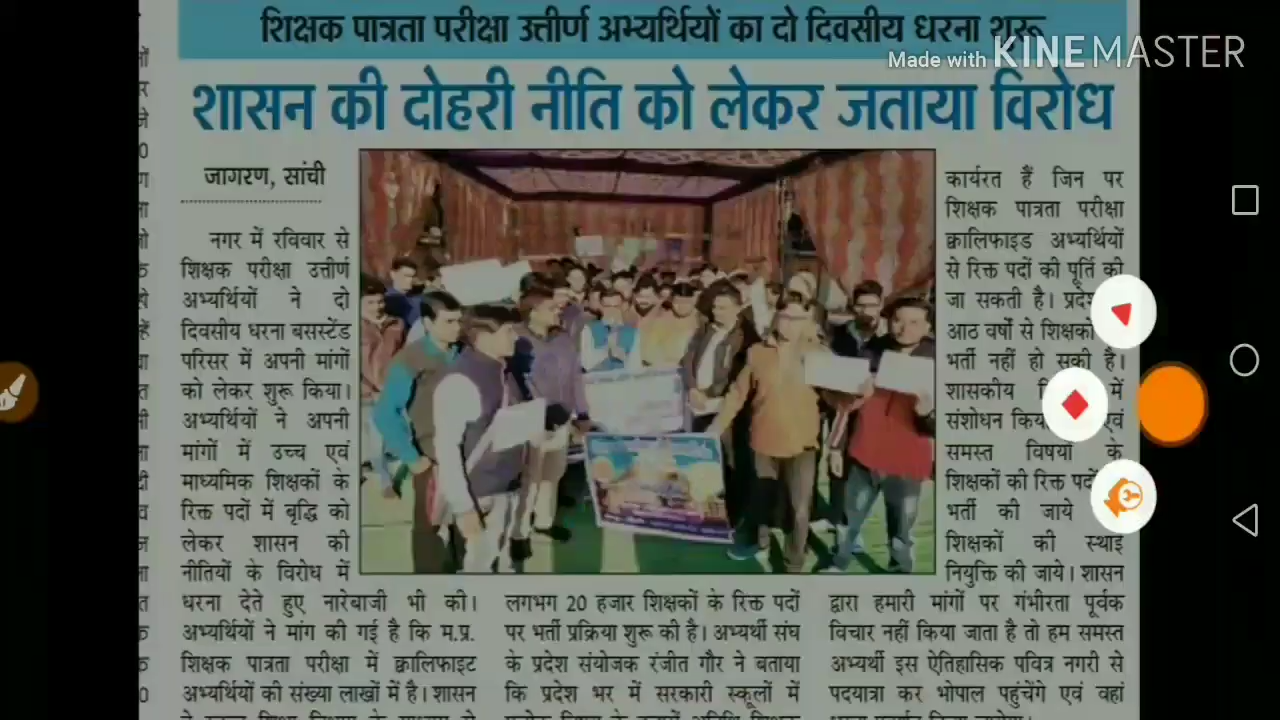 शिक्षक पात्रता परीक्षा उत्तीर्ण अभ्यर्थियों का दो दिवसीय धरना शुरू
Made with KINEMASTER
शासन की दोहरी नीति को लेकर जताया विरोध
जागरण, सांची
नगर में रविवार से
शिक्षक परीक्षा उत्तीर्ण
अभ्यर्थियों ने दो
दिवसीय धरना बसस्टेंड
परिसर में अपनी मांगों
को लेकर शुरू किया।
अभ्यर्थियों ने अपनी
मांगों में उच्च एवं
माध्यमिक शिक्षकों के
रिक्त पदों में बृद्धि को
लेकर शासन की
नीतियों के विरोध में
धरना देते हुए नारेबाजी भी की।
अभ्यर्थियों ने मांग की गई है कि म.प्र.
शिक्षक पात्रता परीक्षा में क्वालिफाइट
अभ्यर्थियों की संख्या लाखों में है। शासन
लगभग 20 हजार शिक्षकों के रिक्त पदों
पर भर्ती प्रक्रिया शुरू की है। अभ्यर्थी संघ
के प्रदेश संयोजक रंजीत गौर ने बताया
कि प्रदेश भर में सरकारी स्कूलों में
कार्यरत हैं जिन पर
शिक्षक पात्रता परीक्षा
क्वालिफाइड अभ्यर्थियों
से रिक्त पदों की पूर्ति की
जा सकती है।
आठ वर्षों से
भर्ती नहीं हो सकी है।
शासकीय में
संशोधन एवं
समस्त के
शिक्षकों की रिक्त
भर्ती की जाये
शिक्षकों की स्थाई
नियुक्ति की जाये। शासन
द्वारा हमारी मांगों पर गंभीरता पूर्वक
विचार नहीं किया जाता है तो हम समस्त
अभ्यर्थी इस ऐतिहासिक पवित्र नगरी से
पदयात्रा कर भोपाल पहुंचेंगे एवं वहां